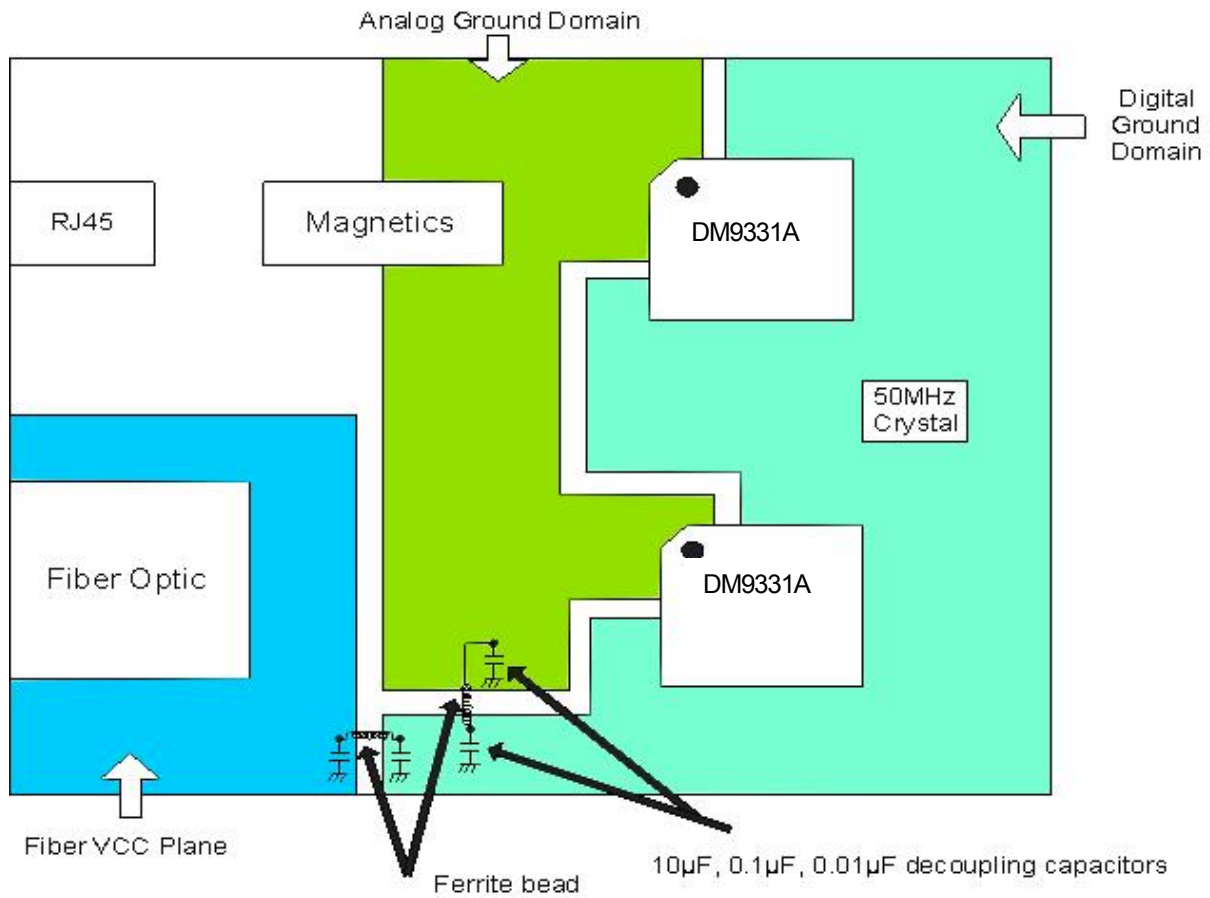 Analog Ground Domain
Digital
Ground
Domain
RJ45
Magnetics
DM9331A
50MHz
Crystal
Fiber Optic
DM9331A
Fiber VCC Plane
Ferrite bead
10µF, 0.1µF, 0.01µF decoupling capacitors